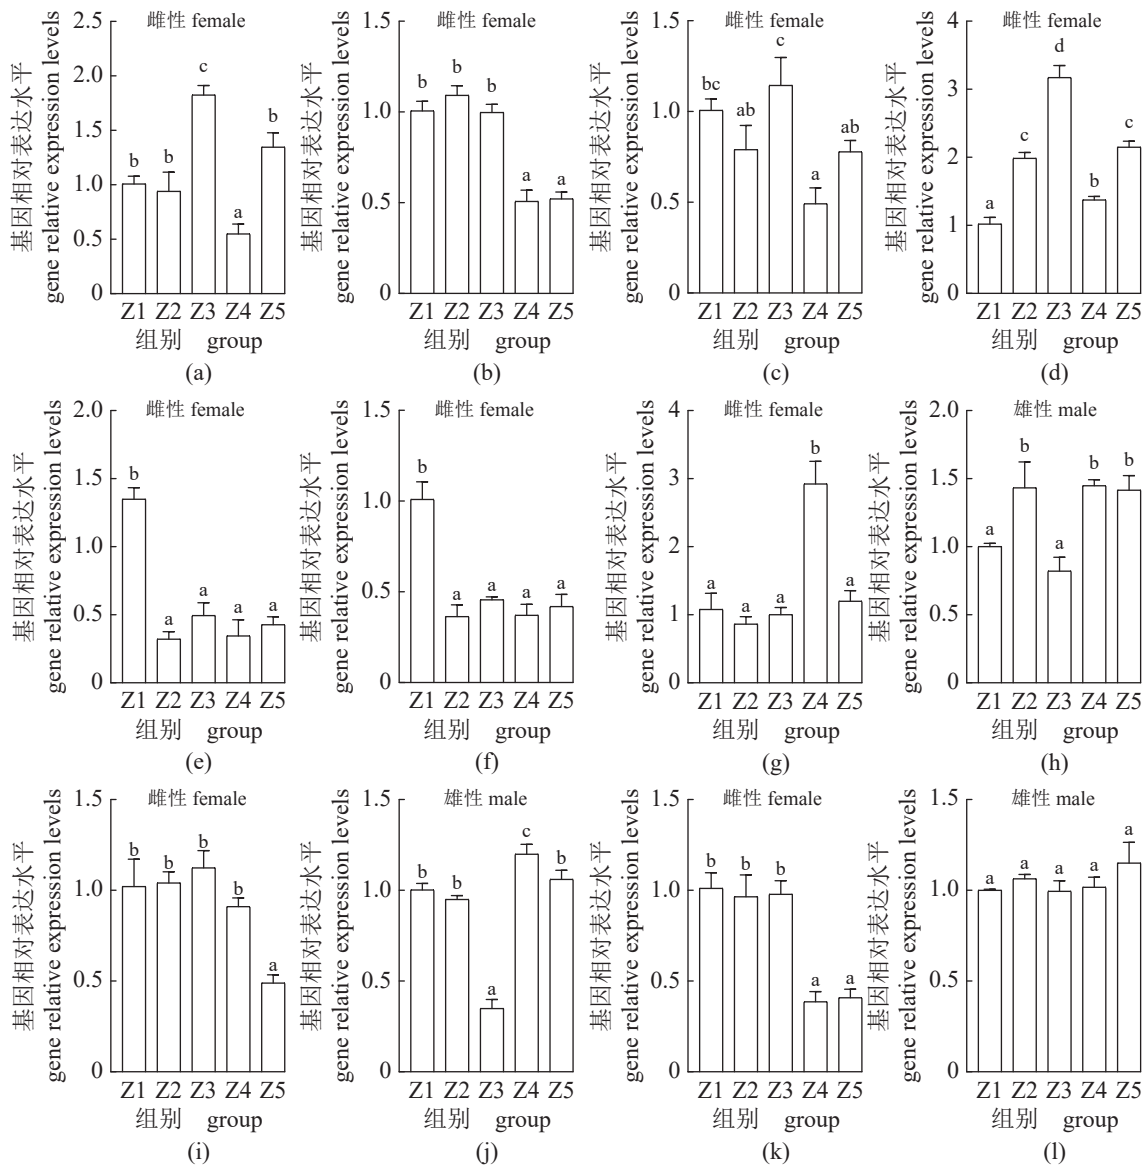 雌性 female
基因相对表达水平
gene relative expression levels
2.5
2.0
1.5
1.0
0.5
0
b
b
c
a
b
Z1 Z2 Z3 Z4 Z5
组别 group
(a)
雌性 female
基因相对表达水平
gene relative expression levels
1.5
1.0
0.5
0
b
b
b
a
a
Z1 Z2 Z3 Z4 Z5
组别 group
(b)
雌性 female
基因相对表达水平
gene relative expression levels
1.5
1.0
0.5
0
bc
ab
c
a
ab
Z1 Z2 Z3 Z4 Z5
组别 group
(c)
雌性 female
基因相对表达水平
gene relative expression levels
4
3
2
1
0
a
c
d
b
c
Z1 Z2 Z3 Z4 Z5
组别 group
(d)
雌性 female
基因相对表达水平
gene relative expression levels
2.0
1.5
1.0
0.5
0
b
a
a
a
a
Z1 Z2 Z3 Z4 Z5
组别 group
(e)
雌性 female
基因相对表达水平
gene relative expression levels
1.5
1.0
0.5
0
b
a
a
a
a
Z1 Z2 Z3 Z4 Z5
组别 group
(f)
雌性 female
基因相对表达水平
gene relative expression levels
4
3
2
1
0
a
a
a
b
a
Z1 Z2 Z3 Z4 Z5
组别 group
(g)
雄性 male
基因相对表达水平
gene relative expression levels
2.0
1.5
1.0
0.5
0
a
b
a
b
b
Z1 Z2 Z3 Z4 Z5
组别 group
(h)
雌性 female
基因相对表达水平
gene relative expression levels
1.5
1.0
0.5
0
b
b
b
b
a
Z1 Z2 Z3 Z4 Z5
组别 group
(i)
雄性 male
基因相对表达水平
gene relative expression levels
1.5
1.0
0.5
0
b
b
a
c
b
Z1 Z2 Z3 Z4 Z5
组别 group
(j)
雌性 female
基因相对表达水平
gene relative expression levels
1.5
1.0
0.5
0
b
b
b
a
a
Z1 Z2 Z3 Z4 Z5
组别 group
(k)
雄性 male
基因相对表达水平
gene relative expression levels
1.5
1.0
0.5
0
a
a
a
a
a
Z1 Z2 Z3 Z4 Z5
组别 group
(l)